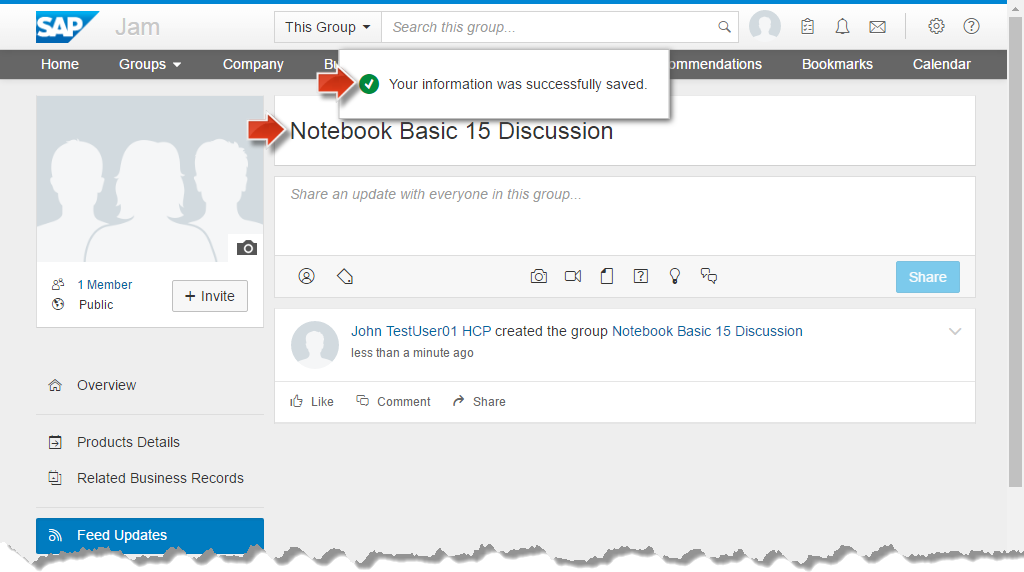 SAP Jam
This Group
Search this group...
Home Groups Company Bu ommendations Bookmarks Calendar
Your information was successfully saved.
Notebook Basic 15 Discussion
Share an update with everyone in this group...
Share
1 Member
Public
+ Invite
John TestUser01 HCP created the group Notebook Basic 15 Discussion
less than a minute ago
Like Comment Share
Overview
Products Details
Related Business Records
Feed Updates